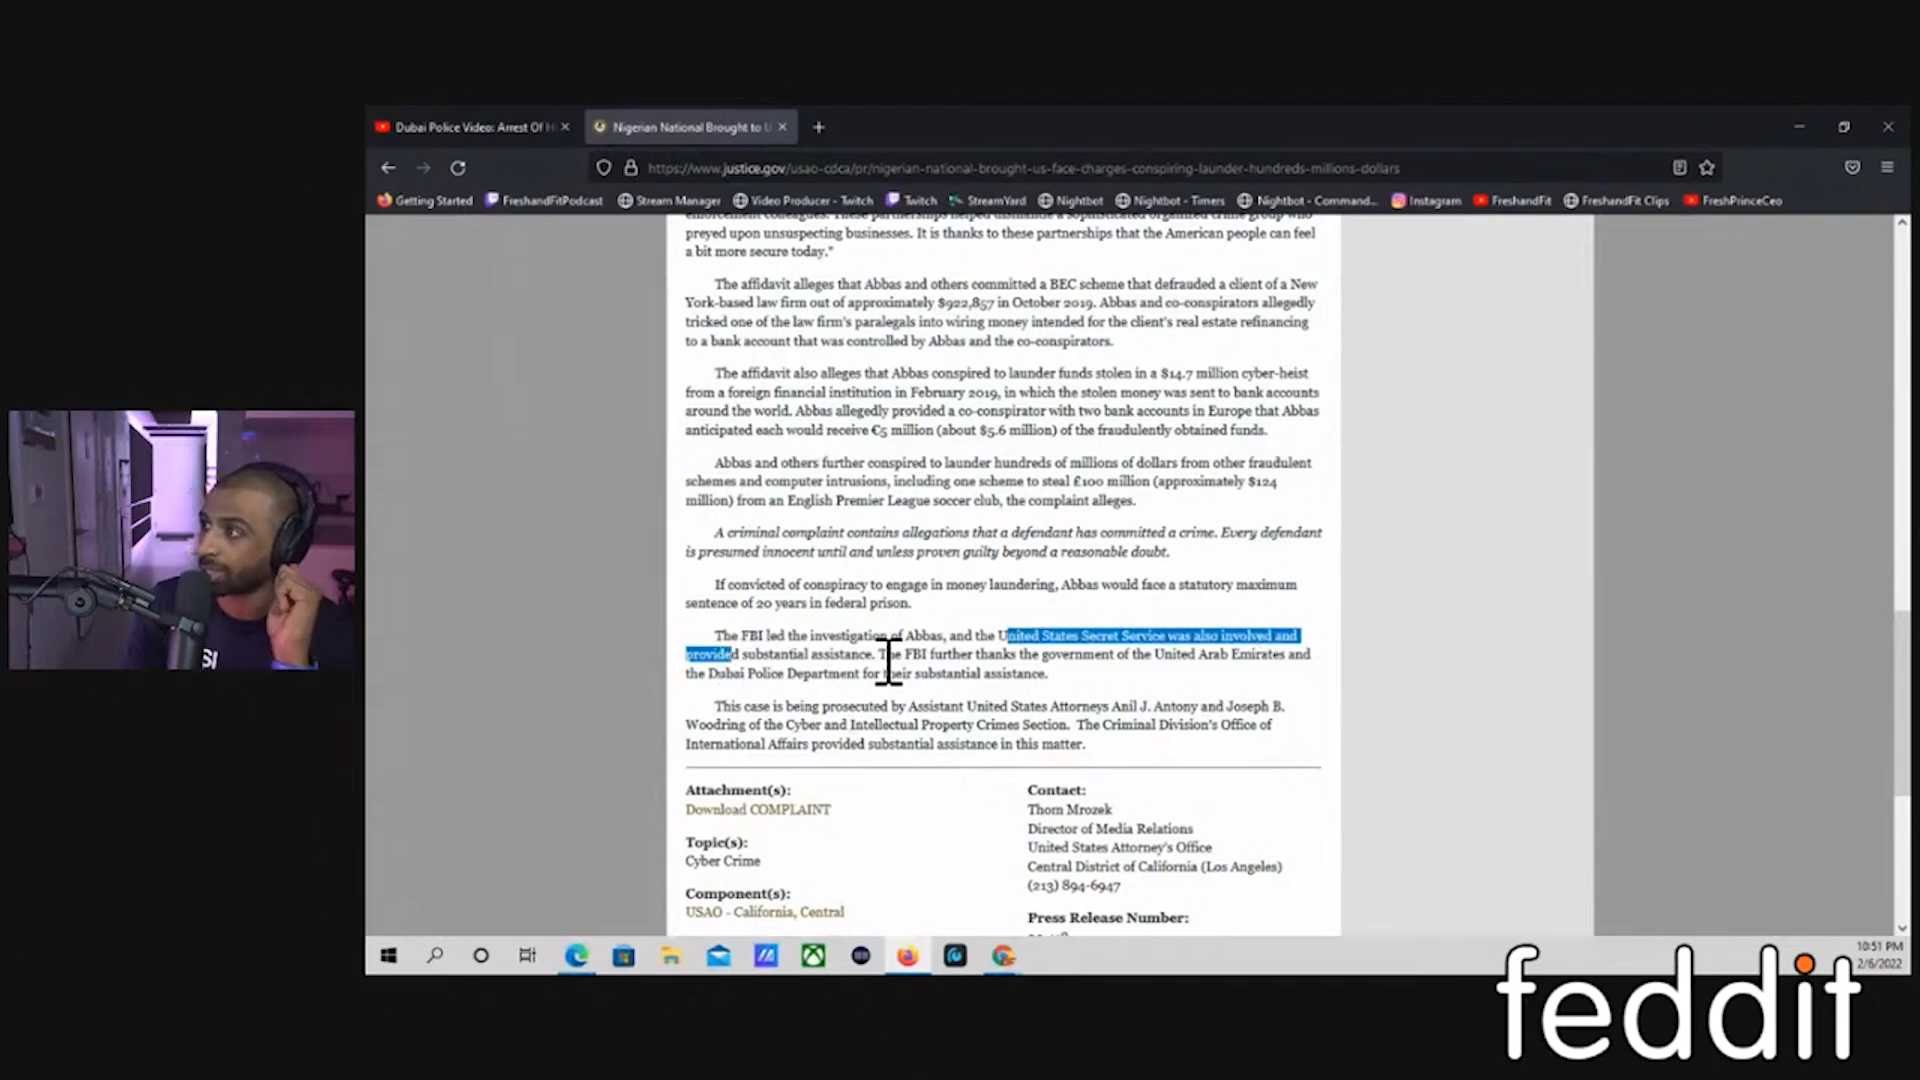 Dubai Police Video: Arrest Of H
Nigerian National Brought to U
https://www.justice.gov/usao-cdca/pr/nigerian-national-brought-us-face-charges-conspiring-launder-hundreds-millions-dollars
Getting Started FreshandFitPodcast Stream Manager Video Producer - Twitch Twitch StreamYard Nightbot Nightbot - Timers Nightbot - Command... Instagram FreshandFit FreshandFit Clips FreshPrinceCeo
enforcement colleagues. These partnerships helped dismantle a sophisticated organized crime group who
preyed upon unsuspecting businesses. It is thanks to these partnerships that the American people can feel
a bit more secure today."
The affidavit alleges that Abbas and others committed a BEC scheme that defrauded a client of a New
York-based law firm out of approximately $922,857 in October 2019. Abbas and co-conspirators allegedly
tricked one of the law firm's paralegals into wiring money intended for the client's real estate refinancing
to a bank account that was controlled by Abbas and the co-conspirators.
The affidavit also alleges that Abbas conspired to launder funds stolen in a $14.7 million cyber-heist
from a foreign financial institution in February 2019, in which the stolen money was sent to bank accounts
around the world. Abbas allegedly provided a co-conspirator with two bank accounts in Europe that Abbas
anticipated each would receive €5 million (about $5.6 million) of the fraudulently obtained funds.
Abbas and others further conspired to launder hundreds of millions of dollars from other fraudulent
schemes and computer intrusions, including one scheme to steal £100 million (approximately $124
million) from an English Premier League soccer club, the complaint alleges.
A criminal complaint contains allegations that a defendant has committed a crime. Every defendant
is presumed innocent until and unless proven guilty beyond a reasonable doubt.
If convicted of conspiracy to engage in money laundering, Abbas would face a statutory maximum
sentence of 20 years in federal prison.
The FBI led the investigation of Abbas, and the United States Secret Service was also involved and
provided substantial assistance. The FBI further thanks the government of the United Arab Emirates and
the Dubai Police Department for their substantial assistance.
This case is being prosecuted by Assistant United States Attorneys Anil J. Antony and Joseph B.
Woodring of the Cyber and Intellectual Property Crimes Section. The Criminal Division's Office of
International Affairs provided substantial assistance in this matter.
Attachment(s):
Download COMPLAINT
Topic(s):
Cyber Crime
Component(s):
USAO - California, Central
Contact:
Thom Mrozek
Director of Media Relations
United States Attorney's Office
Central District of California (Los Angeles)
(213) 894-6947
Press Release Number:
10:51 PM
2/6/2022
feddit